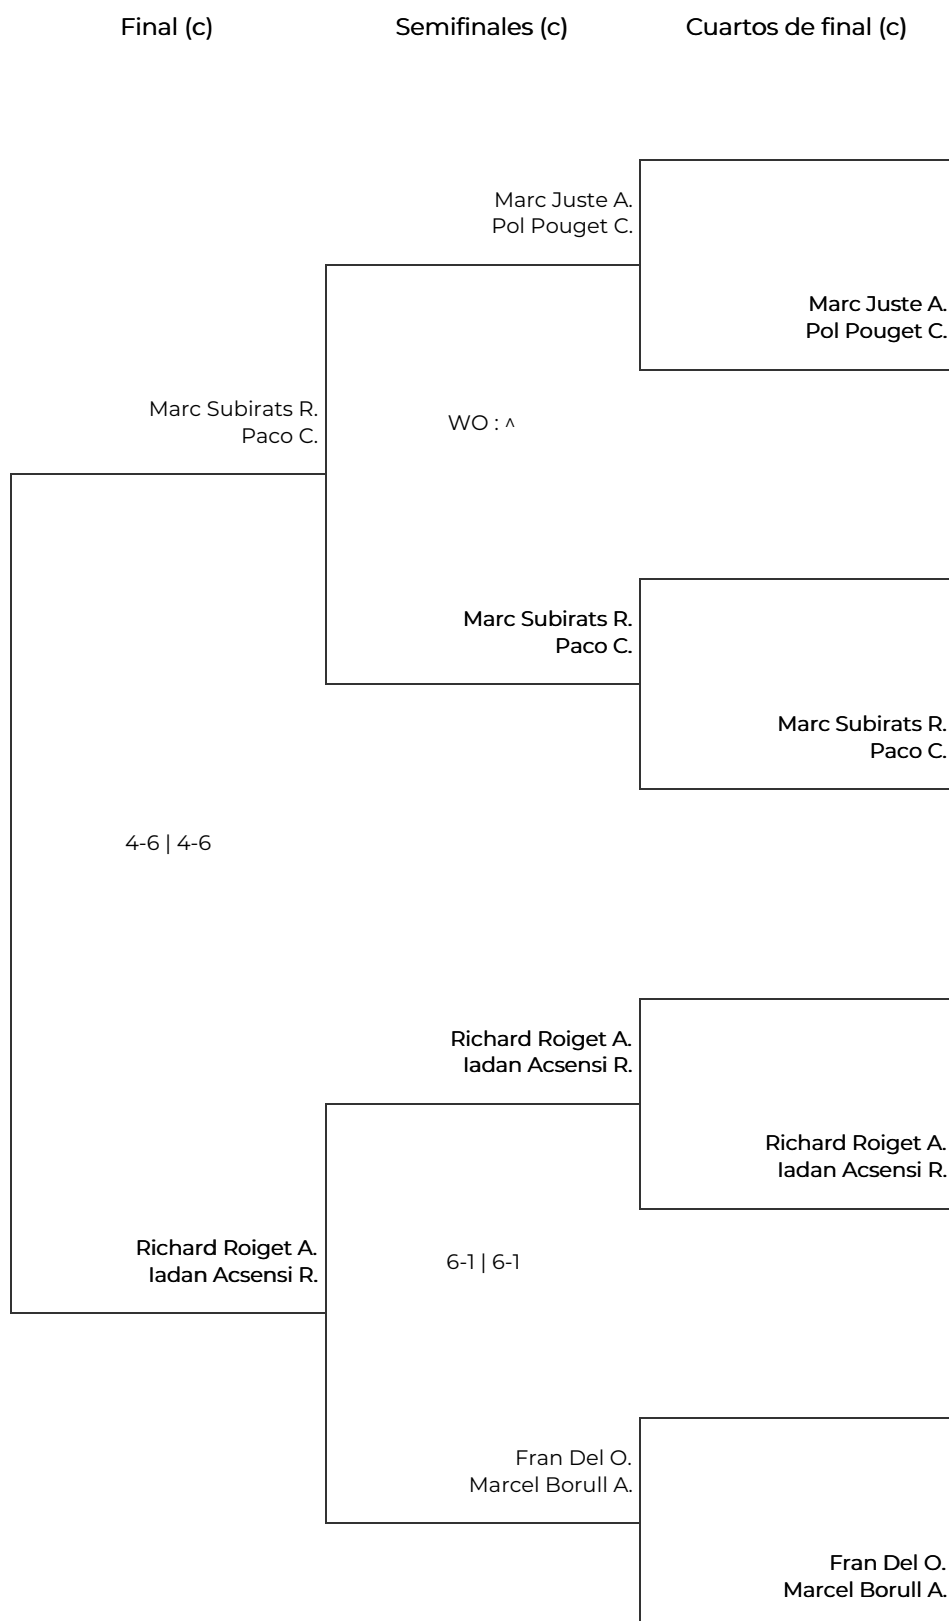 Final (c)
Semifinales (c)
Cuartos de final (c)
Marc Juste A.
Pol Pouget C.
Marc Juste A.
Pol Pouget C.
Marc Subirats R.
Paco C.
WO : ^
Marc Subirats R.
Paco C.
Marc Subirats R.
Paco C.
4-6 | 4-6
Richard Roiget A.
Iadan Acsensi R.
Richard Roiget A.
Iadan Acsensi R.
Richard Roiget A.
Iadan Acsensi R.
6-1 | 6-1
Fran Del O.
Marcel Borull A.
Fran Del O.
Marcel Borull A.